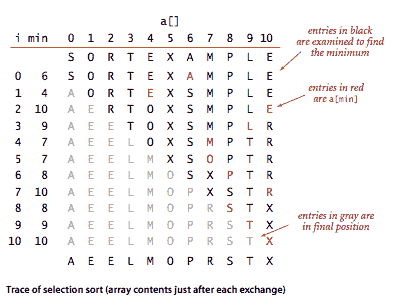 a[]
i min 0 1 2 3 4 5 6 7 8 9 10
S O R T E X A M P L E
0 6 S O R T E X A M P L E
1 4 A O R T E X S M P L E
2 10 A E R T O X S M P L E
3 9 A E E T O X S M P L R
4 7 A E E L O X S M P T R
5 7 A E E L M X S O P T R
6 8 A E E L M O S X P T R
7 10 A E E L M O P X S T R
8 8 A E E L M O P R S T X
9 9 A E E L M O P R S T X
10 10 A E E L M O P R S T X
A E E L M O P R S T X
entries in black
are examined to find
the minimum
entries in red
are a[min]
entries in gray are
in final position
Trace of selection sort (array contents just after each exchange)